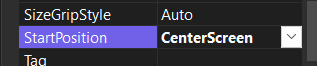 SizeGripStyle Auto
StartPosition CenterScreen
Tag